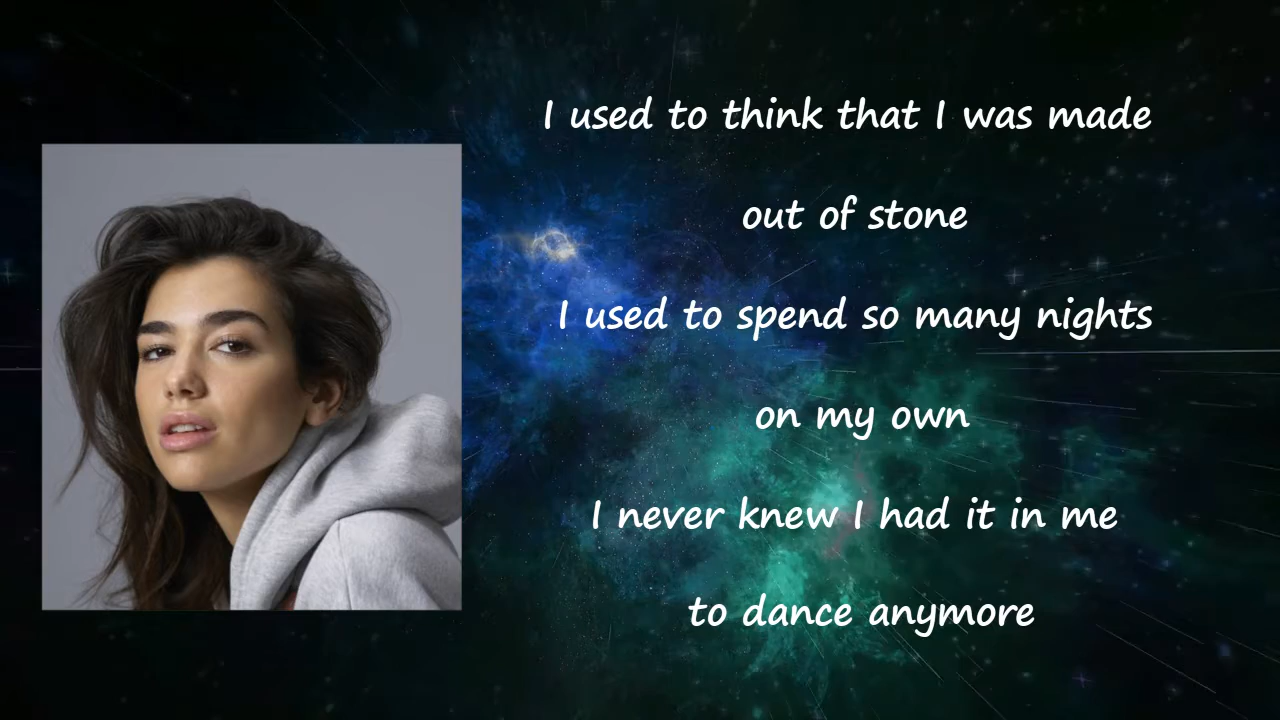 I used to think that I was made
out of stone
I used to spend so many nights
on my own
I never knew I had it in me
to dance anymore